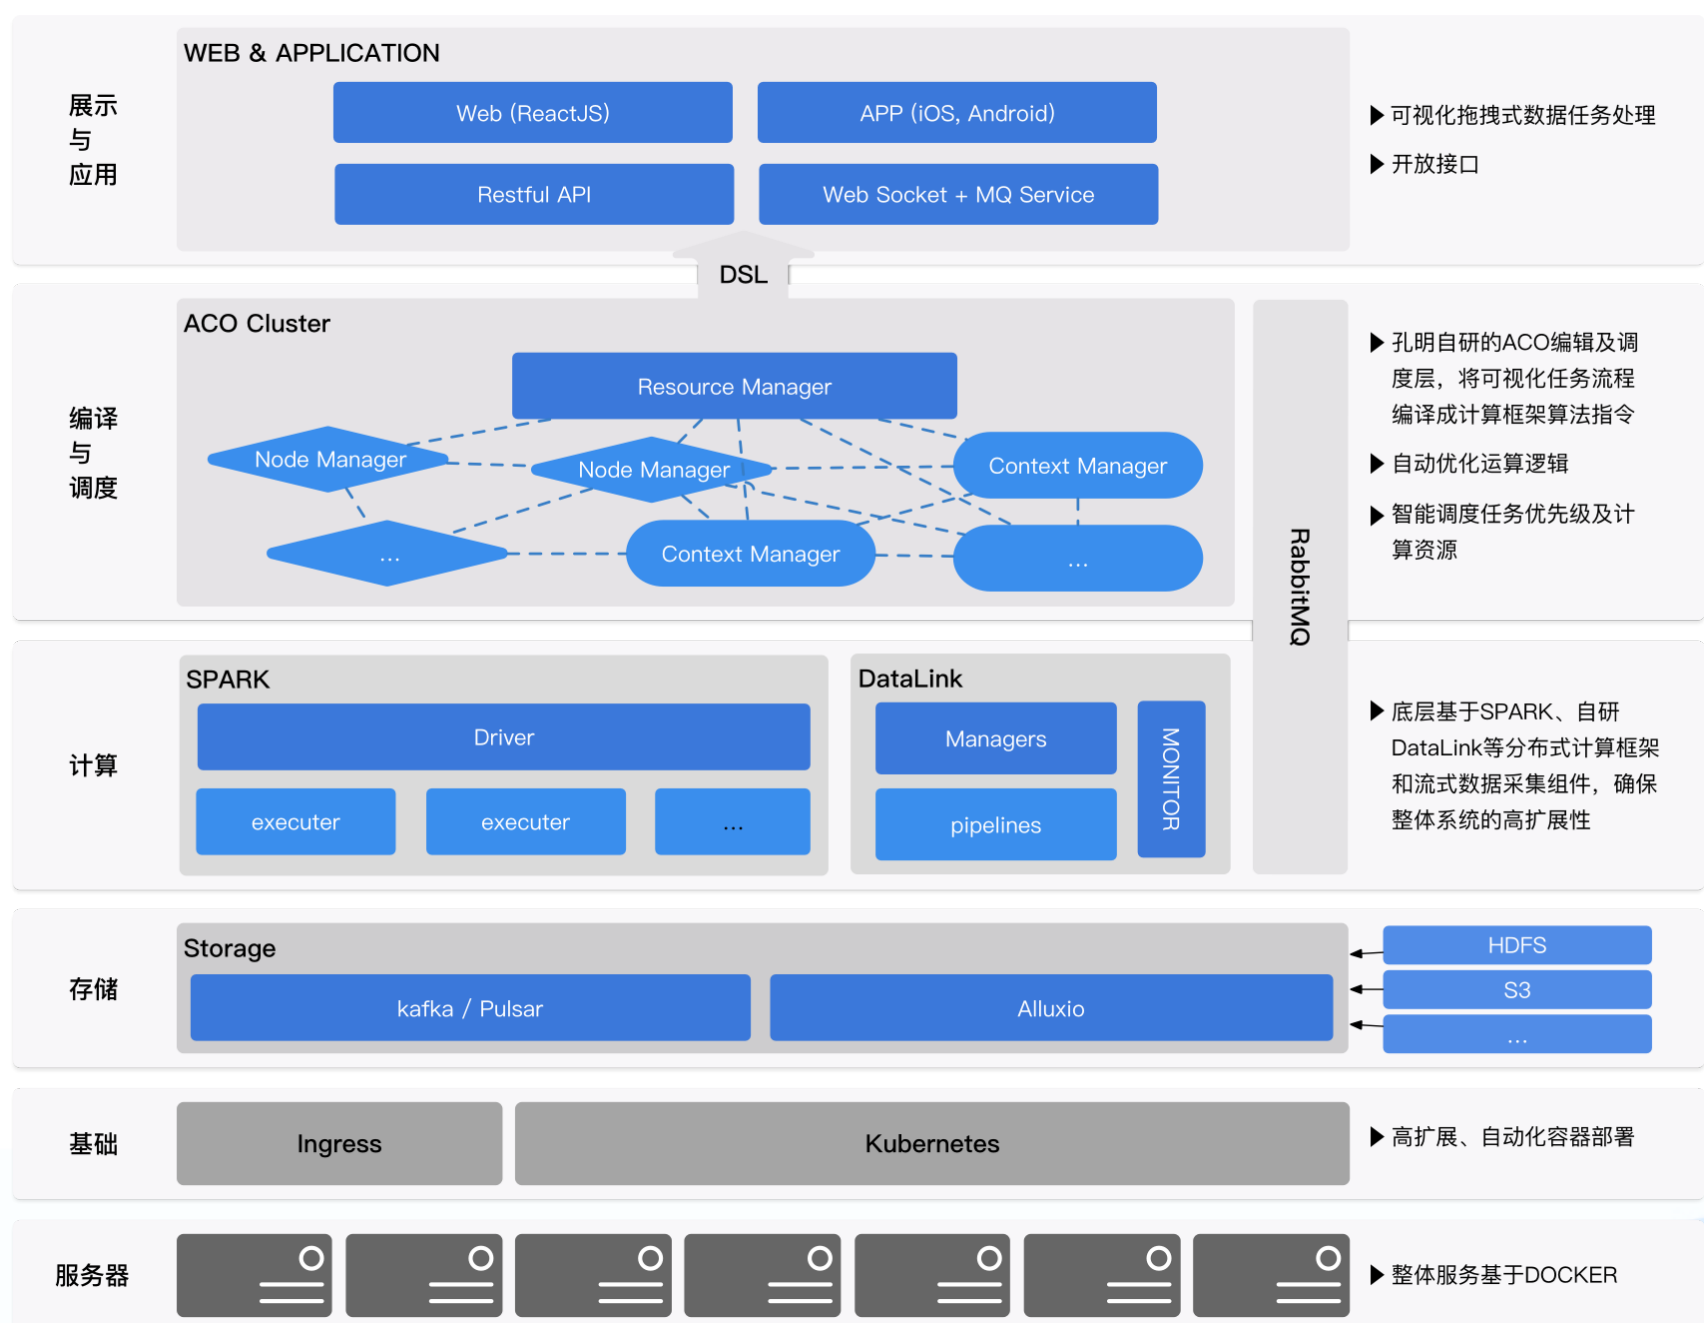 展示
与
应用
WEB & APPLICATION
Web (ReactJS)
APP (iOS, Android)
Restful API
Web Socket + MQ Service
可视化拖拽式数据任务处理
开放接口
DSL
编译
与
调度
ACO Cluster
Resource Manager
Node Manager
Node Manager
Context Manager
...
Context Manager
...
RabbitMQ
孔明自研的ACO编辑及调
度层，将可视化任务流程
编译成计算框架算法指令
自动优化运算逻辑
智能调度任务优先级及计
算资源
计算
SPARK
Driver
executer
executer
...
DataLink
Managers
pipelines
MONITOR
底层基于SPARK、自研
DataLink等分布式计算框架
和流式数据采集组件，确保
整体系统的高扩展性
存储
Storage
kafka / Pulsar
Alluxio
HDFS
S3
...
基础
Ingress
Kubernetes
高扩展、自动化容器部署
服务器
整体服务基于DOCKER